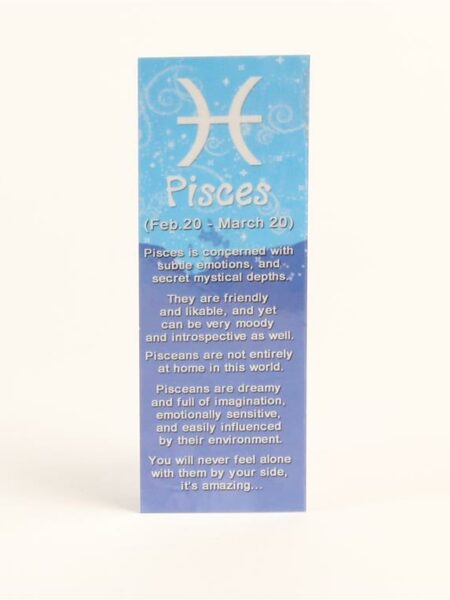 Pisces
(Feb.20 - March 20)
Pisces is concerned with
subtle emotions, and
secret mystical depths.
They are friendly
and likable, and yet
can be very moody
and introspective as well.
Pisceans are not entirely
at home in this world.
Pisceans are dreamy
and full of imagination,
emotionally sensitive,
and easily influenced
by their environment.
You will never feel alone
with them by your side,
it's amazing...